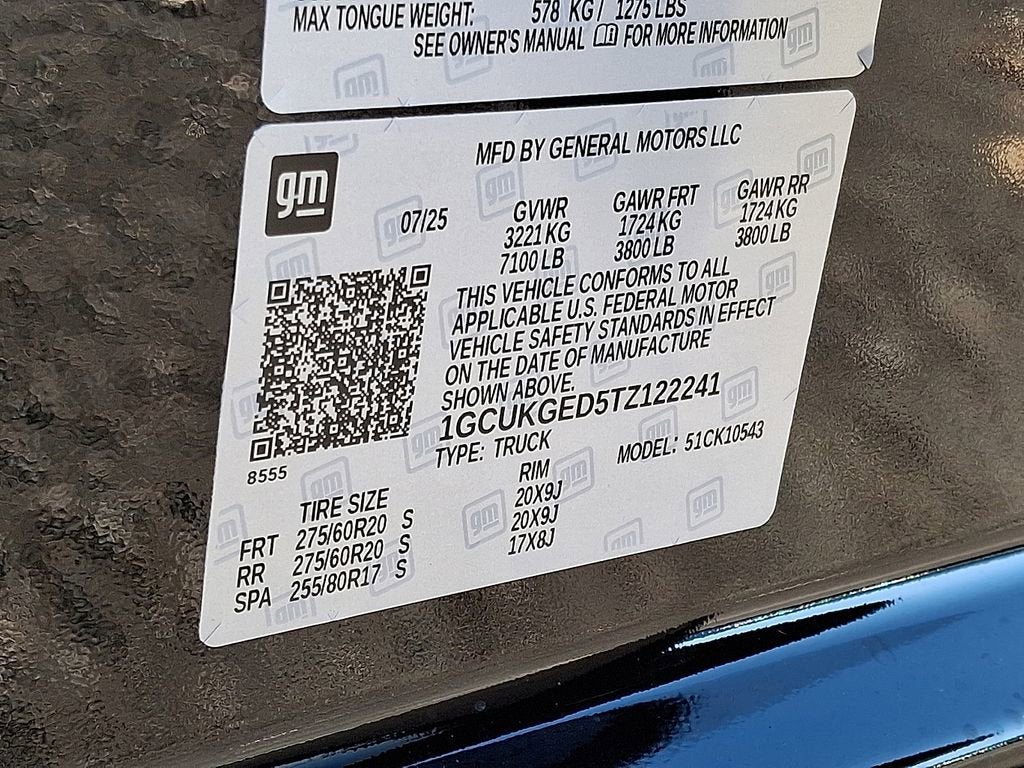 MAX TONGUE WEIGHT: 578 KG / 1275 LBS
SEE OWNER'S MANUAL FOR MORE INFORMATION
gm
MFD BY GENERAL MOTORS LLC
07/25
GVWR GAWR FRT GAWR RR
3221 KG 1724 KG 1724 KG
7100 LB 3800 LB 3800 LB
THIS VEHICLE CONFORMS TO ALL
APPLICABLE U.S. FEDERAL MOTOR
VEHICLE SAFETY STANDARDS IN EFFECT
ON THE DATE OF MANUFACTURE
SHOWN ABOVE.
1GCUKGED5TZ122241
TYPE: TRUCK MODEL: 51CK10543
8555
TIRE SIZE RIM
FRT 275/60R20 S 20X9J
RR 275/60R20 S 20X9J
SPA 255/80R17 S 17X8J